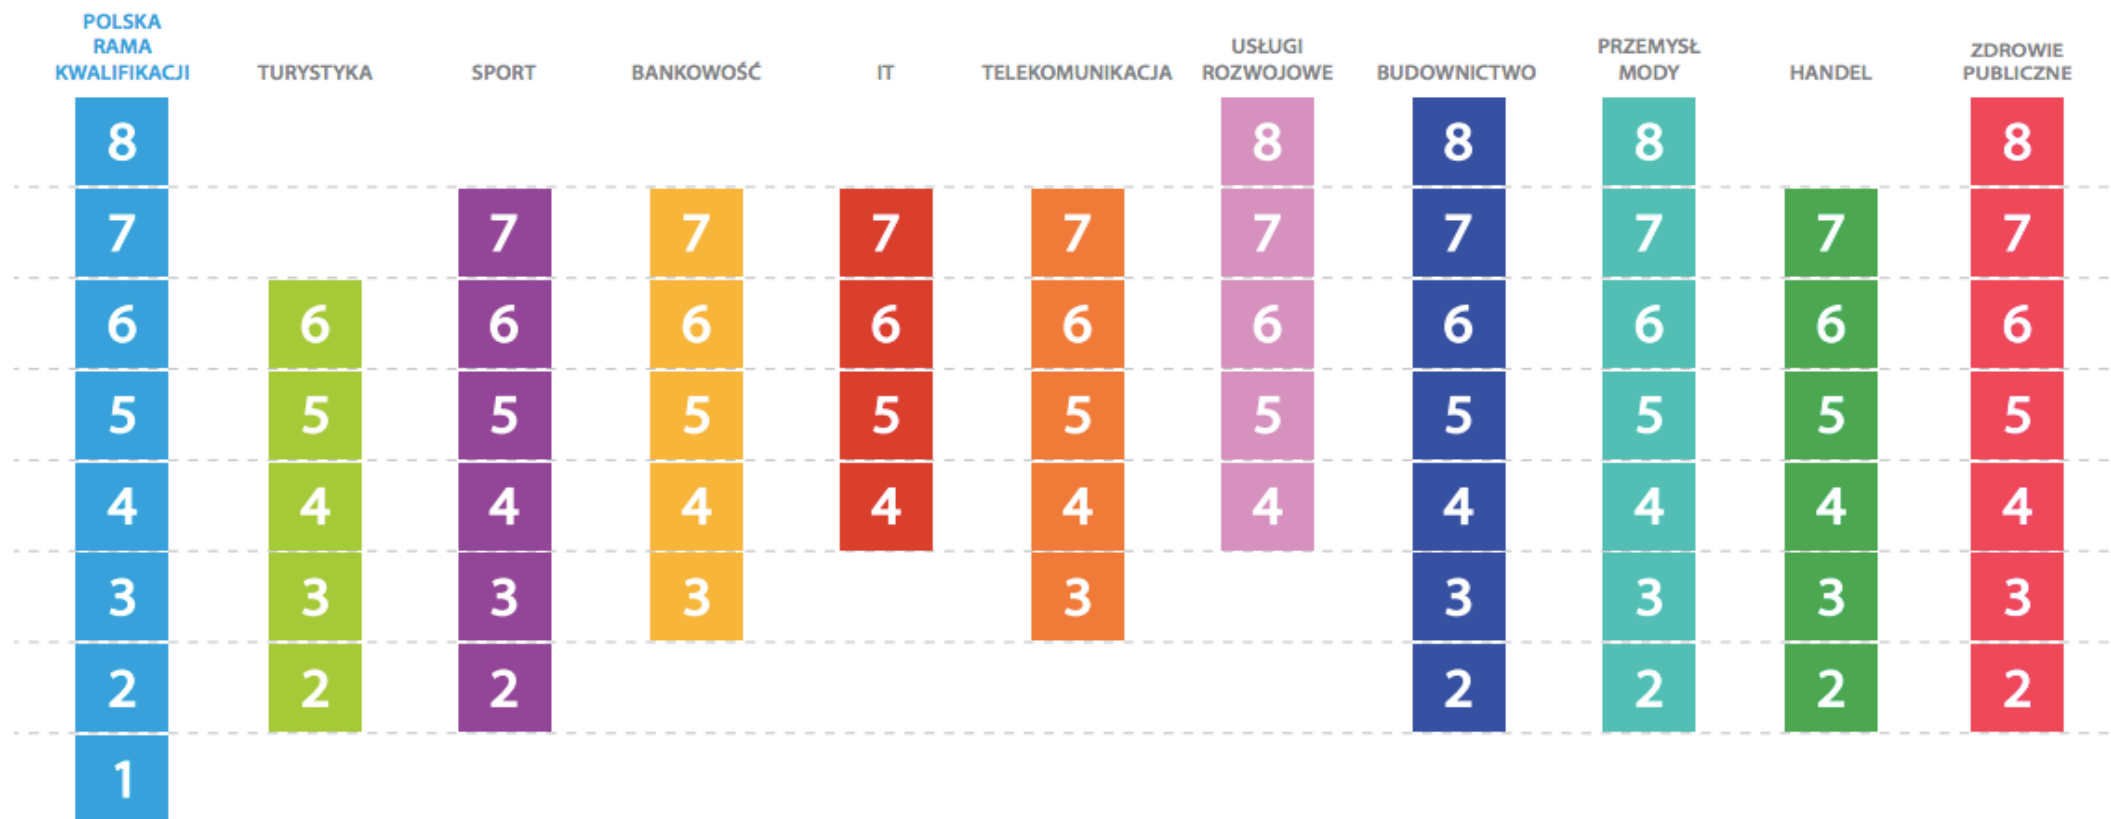 POLSKA
RAMA
KWALIFIKACJI
TURYSTYKA
SPORT
BANKOWOŚĆ
IT
TELEKOMUNIKACJA
USŁUGI
ROZWOJOWE
BUDOWNICTWO
PRZEMYSŁ
MODY
HANDEL
ZDROWIE
PUBLICZNE
8 8 8 8 8
7 7 7 7 7 7 7 7 7 7
6 6 6 6 6 6 6 6 6 6 6
5 5 5 5 5 5 5 5 5 5 5
4 4 4 4 4 4 4 4 4 4 4
3 3 3 3 3 3 3 3 3
2 2 2 2 2 2 2
1